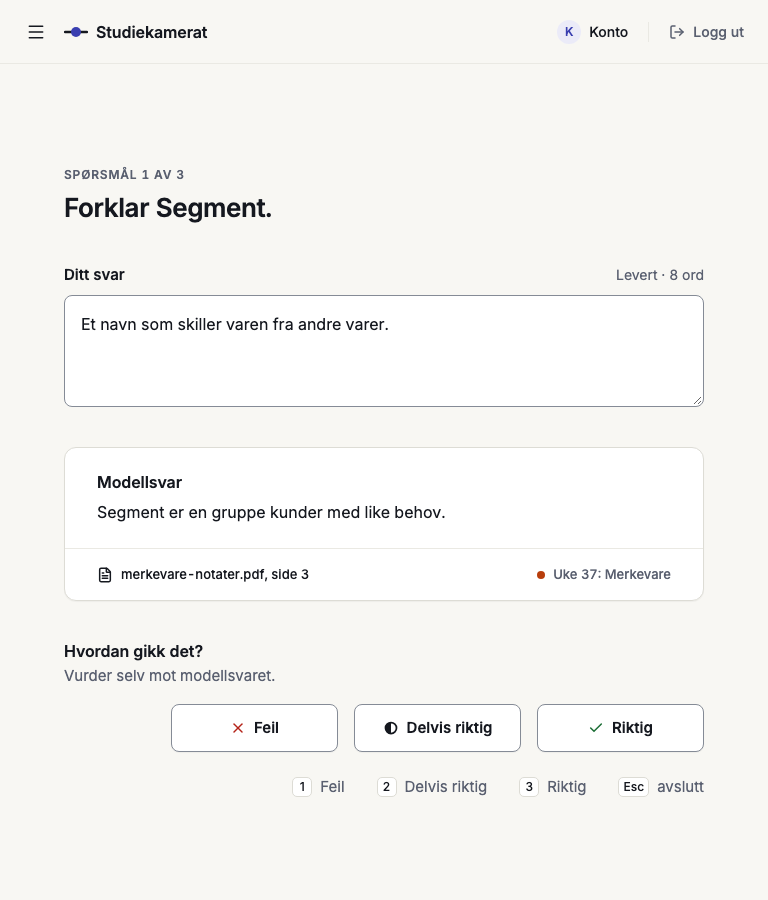 Studiekamerat
K Konto
Logg ut
SPØRSMÅL 1 AV 3
Forklar Segment.
Ditt svar
Levert · 8 ord
Et navn som skiller varen fra andre varer.
Modellsvar
Segment er en gruppe kunder med like behov.
merkevare-notater.pdf, side 3
Uke 37: Merkevare
Hvordan gikk det?
Vurder selv mot modellsvaret.
Feil
Delvis riktig
Riktig
1 Feil
2 Delvis riktig
3 Riktig
Esc avslutt